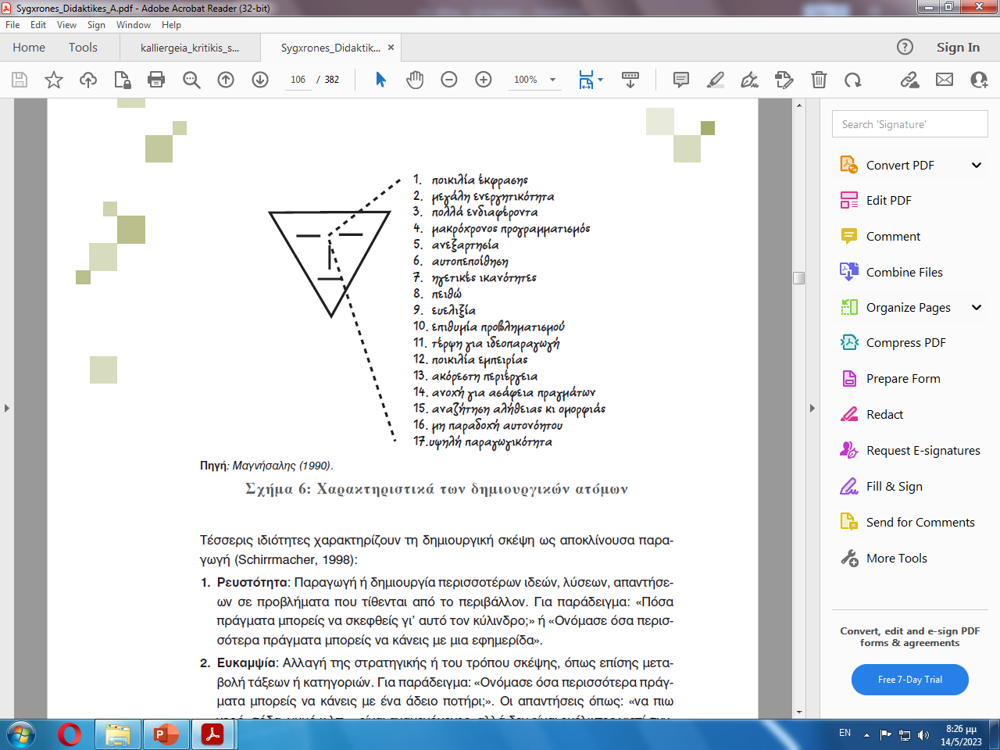 Sygxrones_Didaktikes_A.pdf - Adobe Acrobat Reader (32-bit)
File Edit View Sign Window Help
Home Tools kalliergeia_kritikis_s... Sygxrones_Didaktik... × Sign In
106 / 382 100%
Search 'Signature'
Convert PDF
Edit PDF
Comment
Combine Files
Organize Pages
Compress PDF
Prepare Form
Redact
Request E-signatures
Fill & Sign
Send for Comments
More Tools
Convert, edit and e-sign PDF
forms & agreements
Free 7-Day Trial
1. ποικιλία έκφρασης
2. μεγάλη ενεργητικότητα
3. πολλά ενδιαφέροντα
4. μακρόχρονος προγραμματισμός
5. ανεξαρτησία
6. αυτοπεποίθηση
7. ηγετικές ικανότητες
8. πειθώ
9. ευελιξία
10. επιθυμία προβληματισμού
11. τέρψη για ιδεοπαραγωγή
12. ποικιλία εμπειρίας
13. ακόρεστη περιέργεια
14. ανοχή για ασάφεια πραγμάτων
15. αναζήτηση αλήθειας κι ομορφιάς
16. μη παραδοχή αυτονόητου
17.υψηλή παραγωγικότητα
Πηγή: Μαγνήσαλης (1990).
Σχήμα 6: Χαρακτηριστικά των δημιουργικών ατόμων
Τέσσερις ιδιότητες χαρακτηρίζουν τη δημιουργική σκέψη ως αποκλίνουσα παρα-
γωγή (Schirrmacher, 1998):
1. Ρευστότητα: Παραγωγή ή δημιουργία περισσοτέρων ιδεών, λύσεων, απαντήσε-
ων σε προβλήματα που τίθενται από το περιβάλλον. Για παράδειγμα: «Πόσα
πράγματα μπορείς να σκεφθείς γι' αυτό τον κύλινδρο;» ή «Ονόμασε όσα περισ-
σότερα πράγματα μπορείς να κάνεις με μια εφημερίδα».
2. Ευκαμψία: Αλλαγή της στρατηγικής ή του τρόπου σκέψης, όπως επίσης μετα-
βολή τάξεων ή κατηγοριών. Για παράδειγμα: «Ονόμασε όσα περισσότερα πράγ-
ματα μπορείς να κάνεις με ένα άδειο ποτήρι;». Οι απαντήσεις όπως: «να πιω
EN 8:26 μμ
14/5/2023